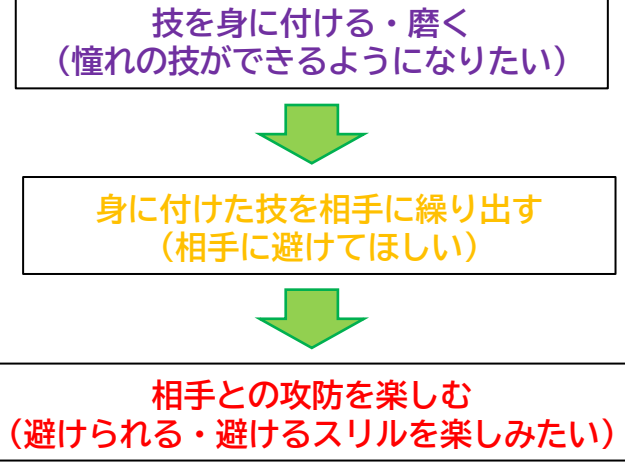 技を身に付ける・磨く
(憧れの技ができるようになりたい)
身に付けた技を相手に繰り出す
(相手に避けてほしい)
相手との攻防を楽しむ
(避けられる・避けるスリルを楽しみたい)